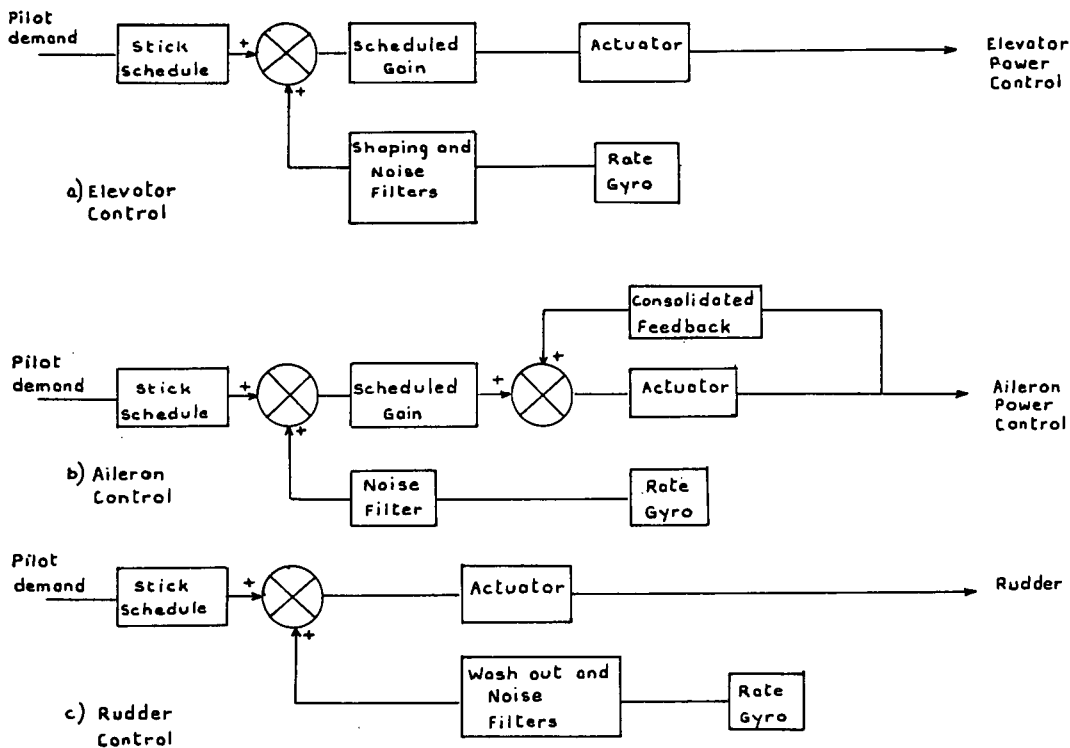 Pilot
demand
Stick
Schedule
+
Scheduled
Gain
Actuator
Elevator
Power
Control
+
Shaping and
Noise
Filters
Rate
Gyro
a) Elevator
Control
Consolidated
Feedback
+
Pilot
demand
Stick
Schedule
+
Scheduled
Gain
+
Actuator
Aileron
Power
Control
+
b) Aileron
Control
Noise
Filter
Rate
Gyro
Pilot
demand
Stick
Schedule
+
Actuator
Rudder
+
Wash out and
Noise
Filters
Rate
Gyro
c) Rudder
Control